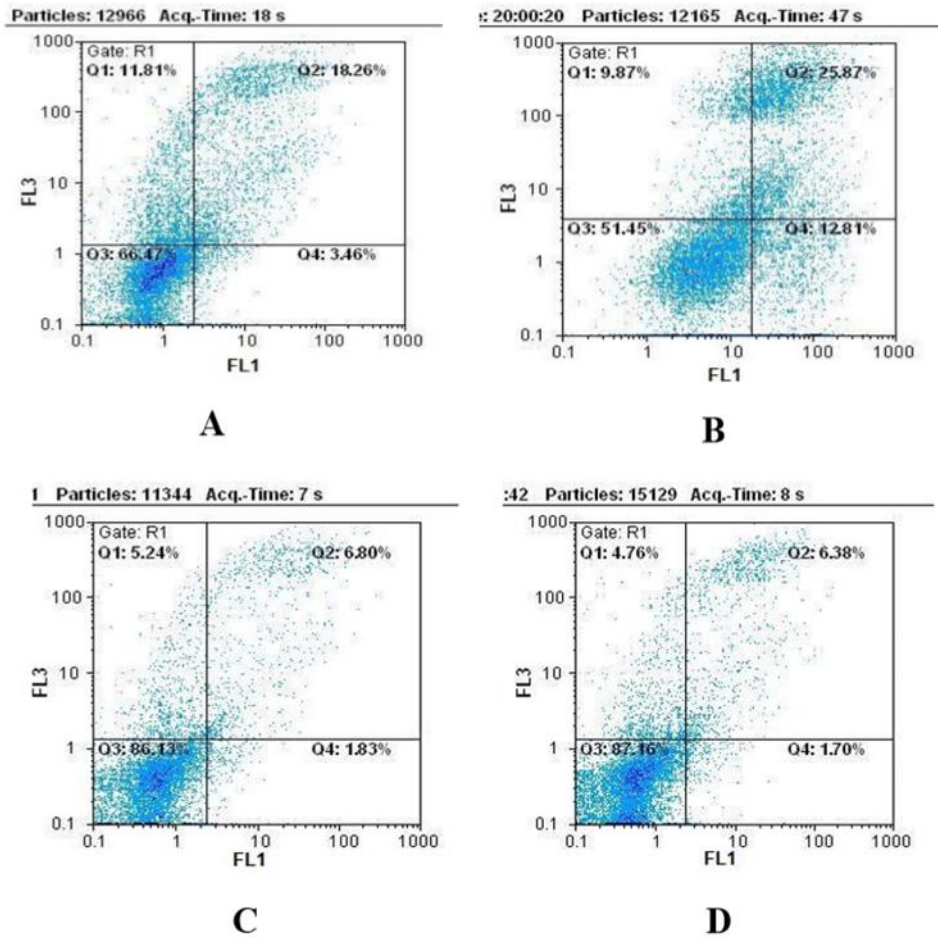 Particles: 12966 Acq.-Time: 18 s
Gate: R1
Q1: 11.81%
Q2: 18.26%
Q3: 66.47%
Q4: 3.46%
1000
100
10
1
0.1
FL3
0.1 1 10 100 1000
FL1
A
: 20:00:20 Particles: 12165 Acq.-Time: 47 s
Gate: R1
Q1: 9.87%
Q2: 25.87%
Q3: 51.45%
Q4: 12.81%
1000
100
10
1
0.1
FL3
0.1 1 10 100 1000
FL1
B
1 Particles: 11344 Acq.-Time: 7 s
Gate: R1
Q1: 5.24%
Q2: 6.80%
Q3: 86.13%
Q4: 1.83%
1000
100
10
1
0.1
FL3
0.1 1 10 100 1000
FL1
C
:42 Particles: 15129 Acq.-Time: 8 s
Gate: R1
Q1: 4.76%
Q2: 6.38%
Q3: 87.16%
Q4: 1.70%
1000
100
10
1
0.1
FL3
0.1 1 10 100 1000
FL1
D